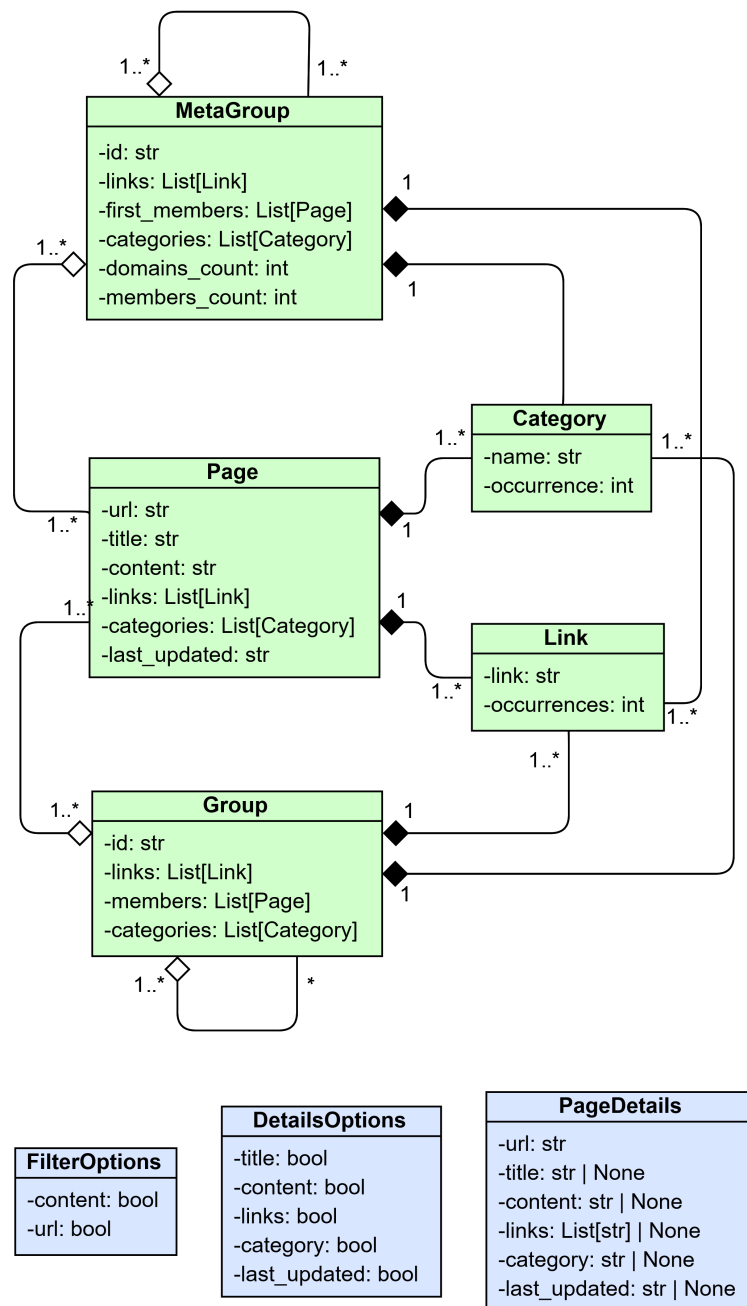 1..*
1..*
MetaGroup
-id: str
-links: List[Link]
-first_members: List[Page]
-categories: List[Category]
-domains_count: int
-members_count: int
1
1..*
1
Category
-name: str
-occurrence: int
1..*
1..*
Page
-url: str
-title: str
-content: str
-links: List[Link]
-categories: List[Category]
-last_updated: str
1..*
1
1..*
1
Link
-link: str
-occurrences: int
1..*
1..*
1..*
Group
-id: str
-links: List[Link]
-members: List[Page]
-categories: List[Category]
1..*
1
1
1..*
*
FilterOptions
-content: bool
-url: bool
DetailsOptions
-title: bool
-content: bool
-links: bool
-category: bool
-last_updated: bool
PageDetails
-url: str
-title: str | None
-content: str | None
-links: List[str] | None
-category: str | None
-last_updated: str | None